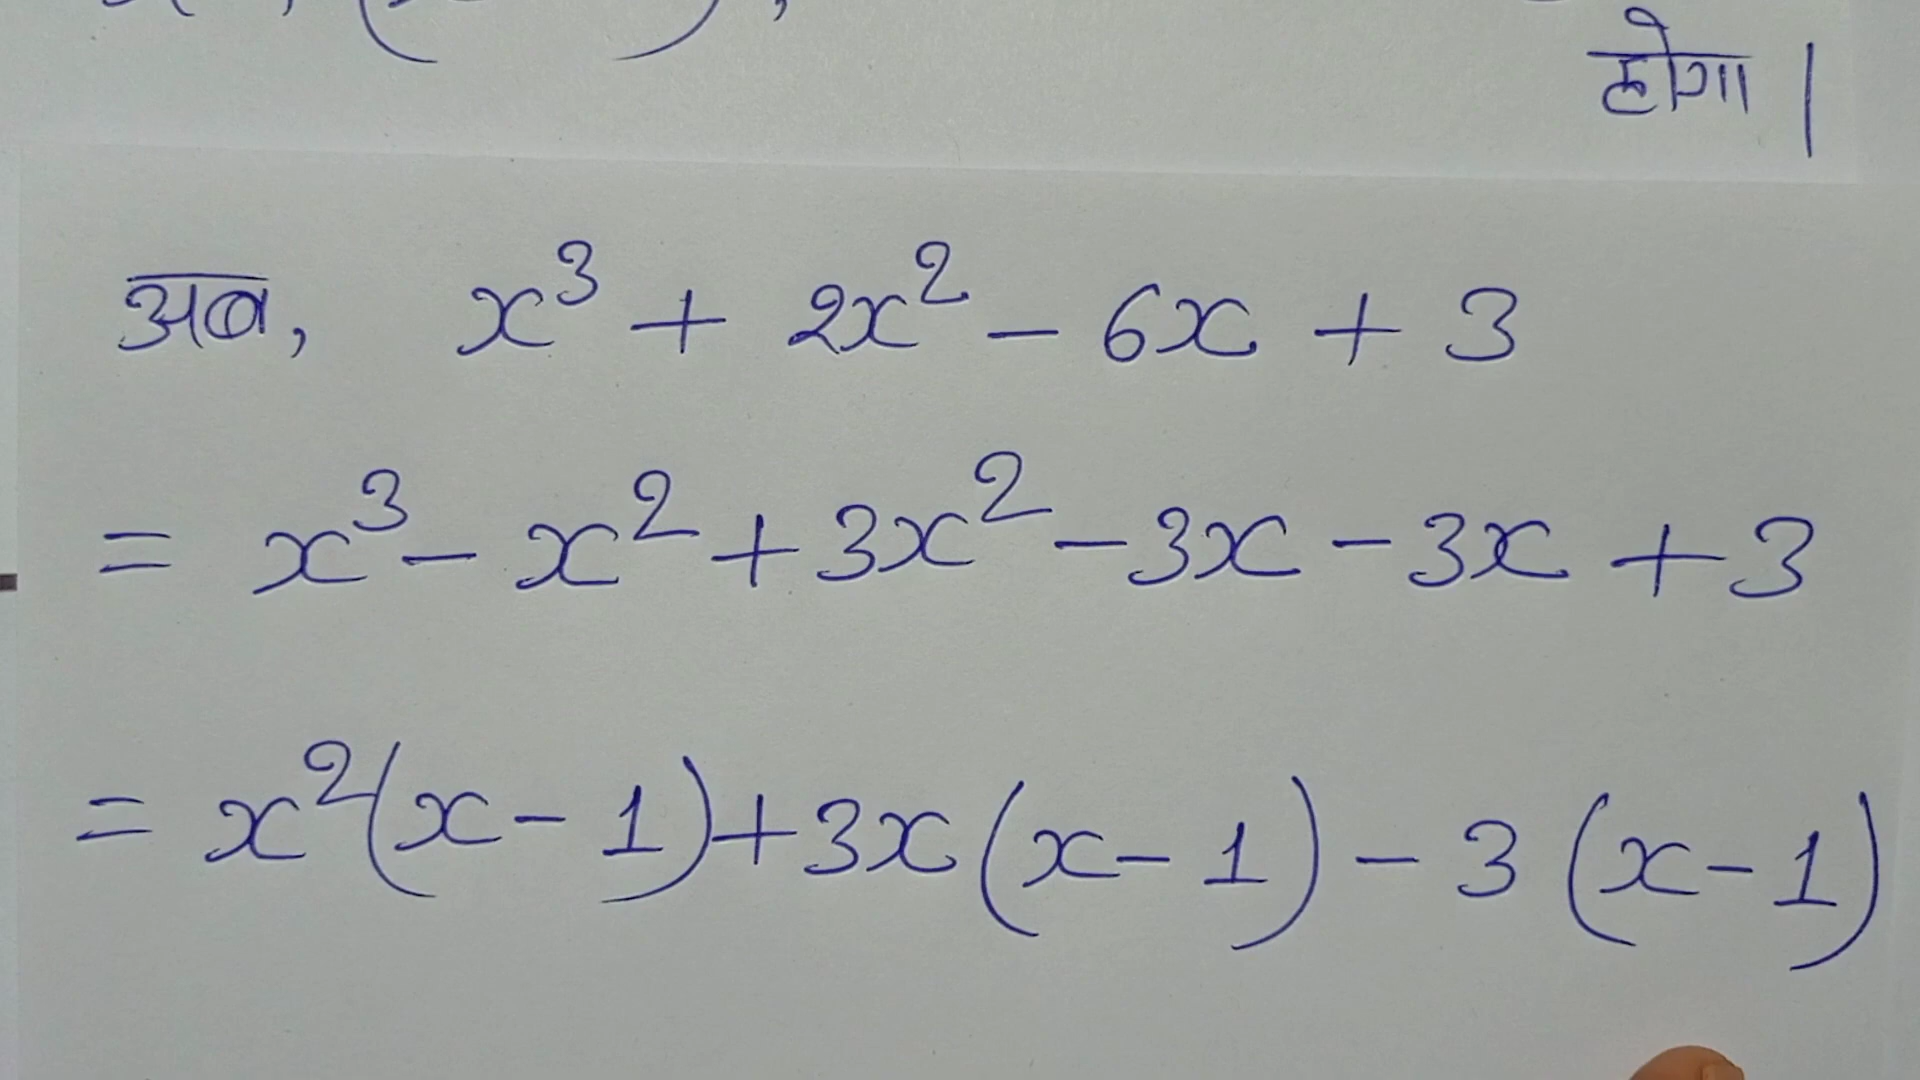 होगा |
अब, x³ + 2x² - 6x + 3
= x³ - x² + 3x² - 3x - 3x + 3
= x²(x - 1) + 3x(x - 1) - 3(x - 1)